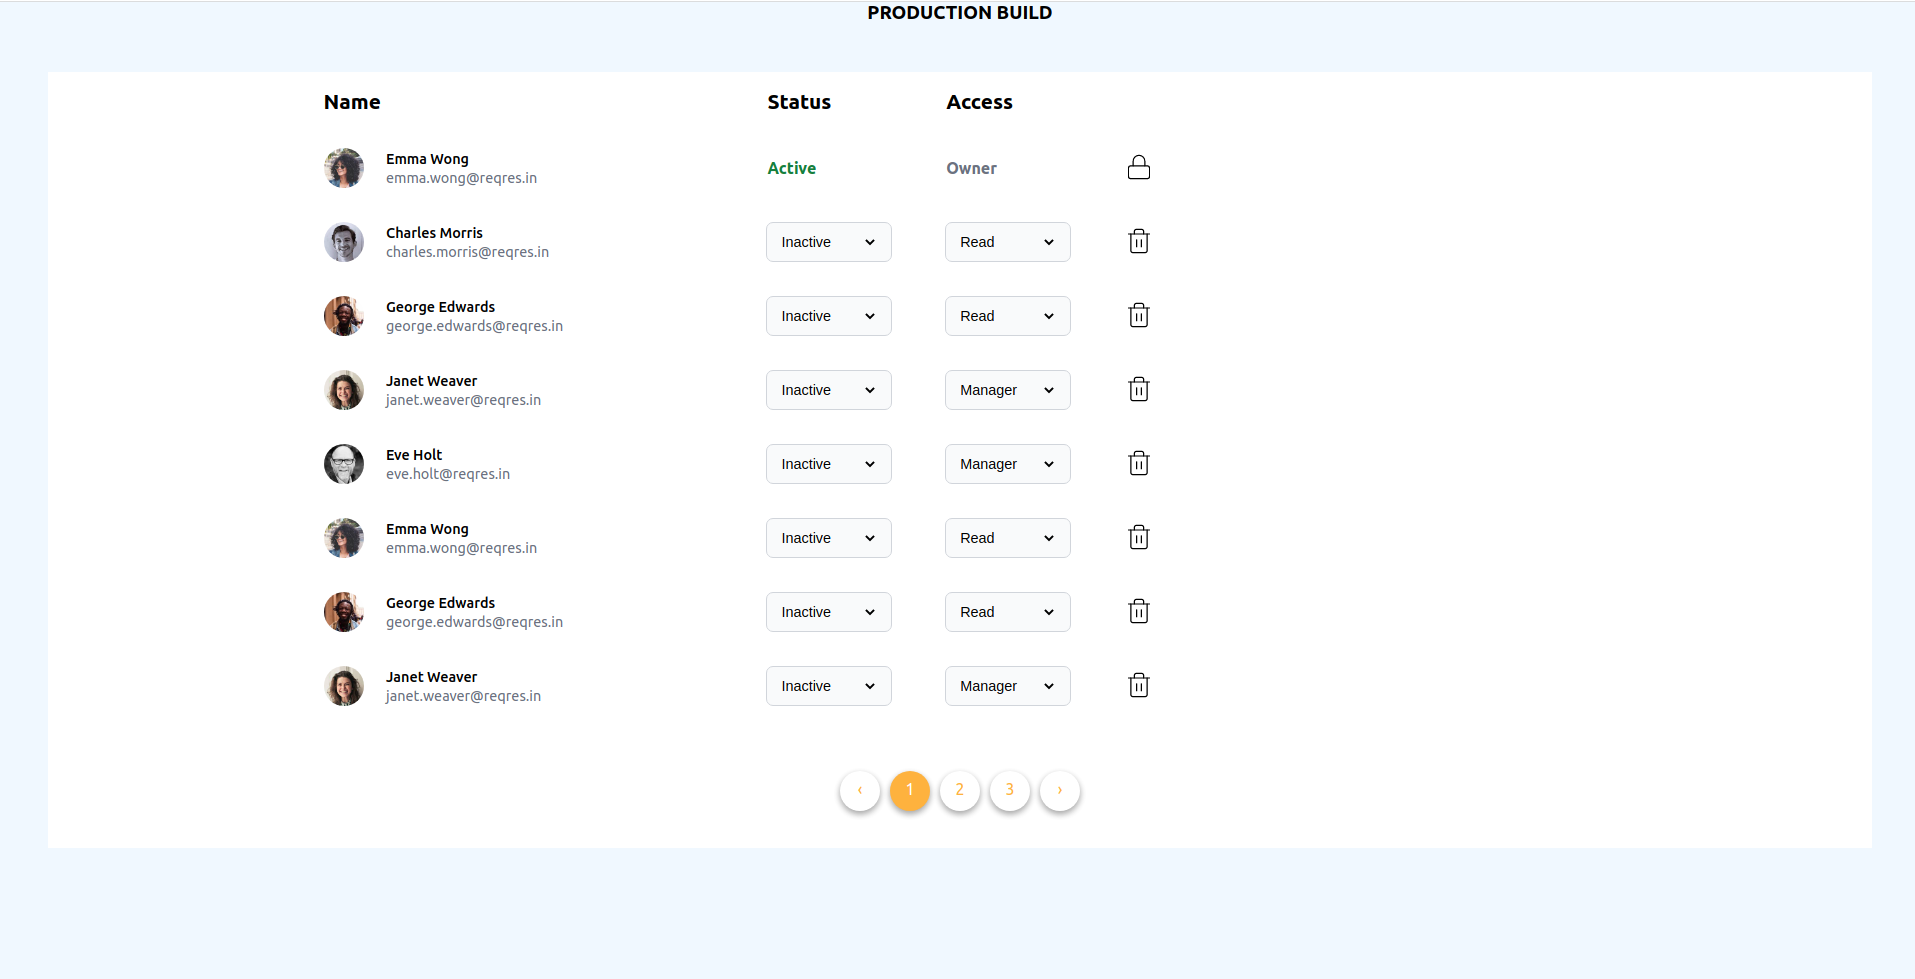 PRODUCTION BUILD
Name Status Access
Emma Wong
emma.wong@reqres.in
Active Owner
Charles Morris
charles.morris@reqres.in
Inactive Read
George Edwards
george.edwards@reqres.in
Inactive Read
Janet Weaver
janet.weaver@reqres.in
Inactive Manager
Eve Holt
eve.holt@reqres.in
Inactive Manager
Emma Wong
emma.wong@reqres.in
Inactive Read
George Edwards
george.edwards@reqres.in
Inactive Read
Janet Weaver
janet.weaver@reqres.in
Inactive Manager
‹ 1 2 3 ›